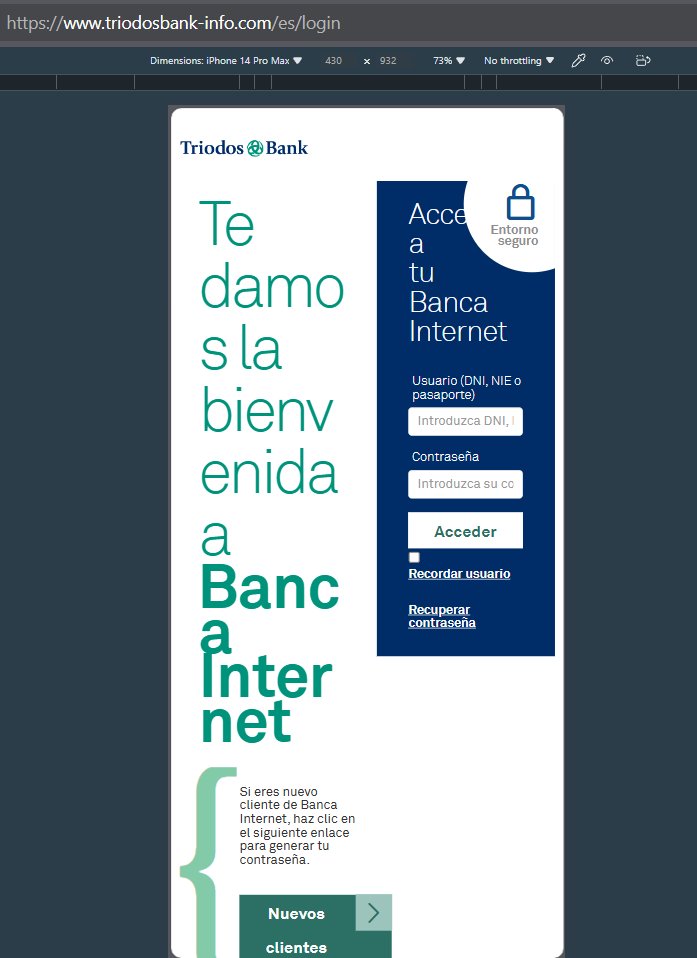 https://www.triodosbank-info.com/es/login
Dimensions: iPhone 14 Pro Max ▼ 430 × 932 73% ▼ No throttling ▼
Triodos Bank
Te
damo
s la
bienv
enida
a
Banc
a
Inter
net
Si eres nuevo
cliente de Banca
Internet, haz clic en
el siguiente enlace
para generar tu
contraseña.
Nuevos
clientes
Entorno
seguro
Acce
a
tu
Banca
Internet
Usuario (DNI, NIE o
pasaporte)
Introduzca DNI,
Contraseña
Introduzca su co
Acceder
Recordar usuario
Recuperar
contraseña